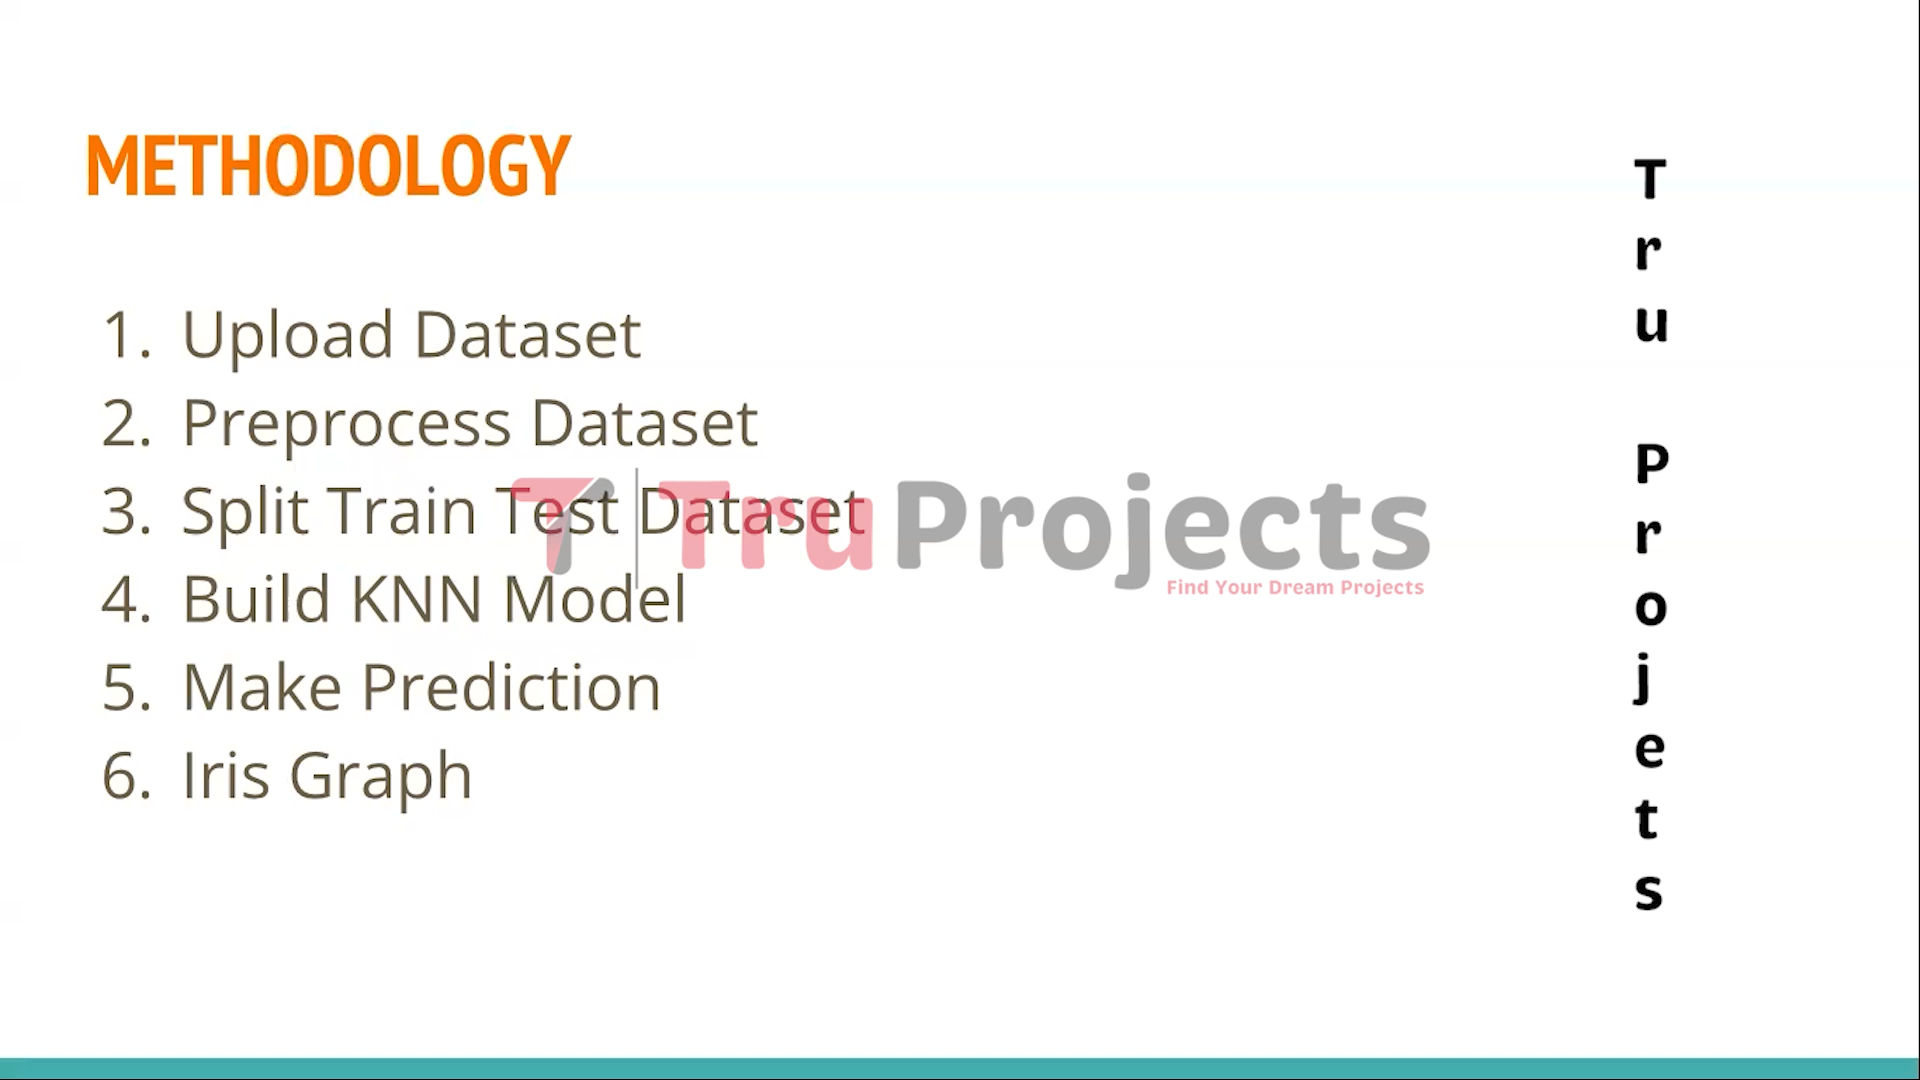 METHODOLOGY
1. Upload Dataset
2. Preprocess Dataset
3. Split Train Test Dataset
4. Build KNN Model
5. Make Prediction
6. Iris Graph
TruProjects
Find Your Dream Projects
T
r
u
P
r
o
j
e
t
s